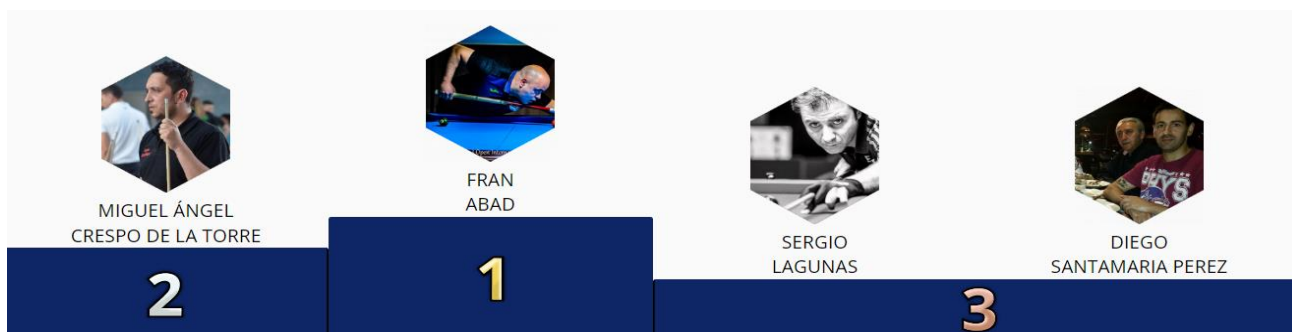 MIGUEL ÁNGEL
CRESPO DE LA TORRE
2
FRAN
ABAD
1
SERGIO
LAGUNAS
DIEGO
SANTAMARIA PEREZ
3